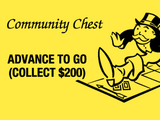 Community Chest
ADVANCE TO GO
(COLLECT $200)